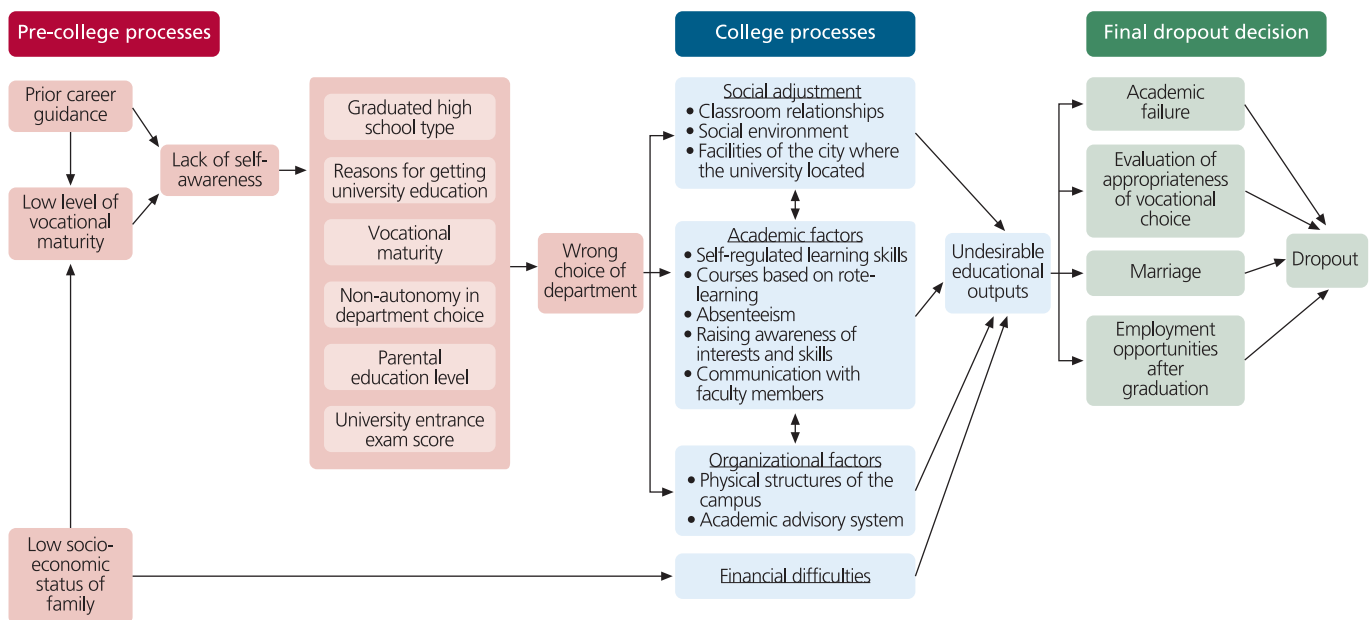 Pre-college processes
College processes
Final dropout decision
Prior career
guidance
Low level of
vocational
maturity
Low socio-
economic
status of
family
Lack of self-
awareness
Graduated high
school type
Reasons for getting
university education
Vocational
maturity
Non-autonomy in
department choice
Parental
education level
University entrance
exam score
Wrong
choice of
department
Social adjustment
• Classroom relationships
• Social environment
• Facilities of the city where
the university located
Academic factors
• Self-regulated learning skills
• Courses based on rote-
learning
• Absenteeism
• Raising awareness of
interests and skills
• Communication with
faculty members
Organizational factors
• Physical structures of the
campus
• Academic advisory system
Financial difficulties
Undesirable
educational
outputs
Academic
failure
Evaluation of
appropriateness
of vocational
choice
Marriage
Employment
opportunities
after
graduation
Dropout